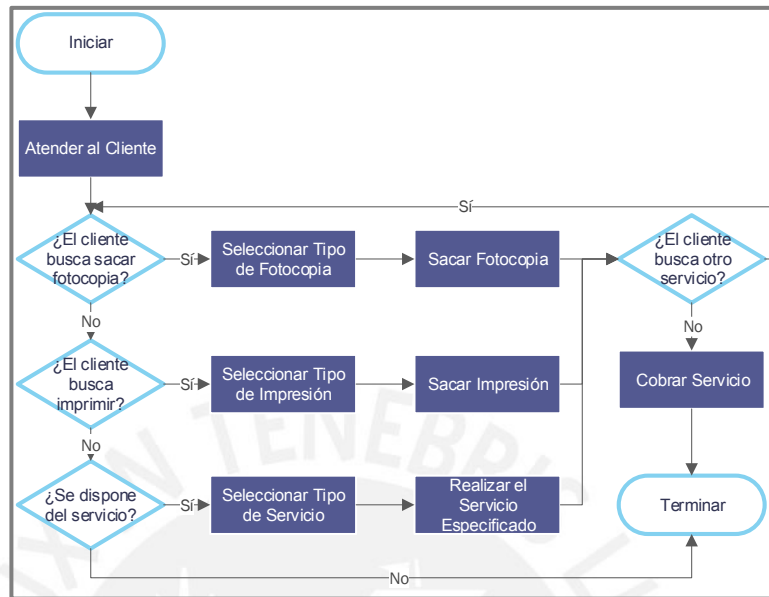 Iniciar
Atender al Cliente
Sí
¿El cliente
busca sacar
fotocopia?
Sí
Seleccionar Tipo
de Fotocopia
Sacar Fotocopia
¿El cliente
busca otro
servicio?
No
No
¿El cliente
busca
imprimir?
Sí
Seleccionar Tipo
de Impresión
Sacar Impresión
Cobrar Servicio
No
¿Se dispone
del servicio?
Sí
Seleccionar Tipo
de Servicio
Realizar el
Servicio
Especificado
Terminar
No
TENEBRIS